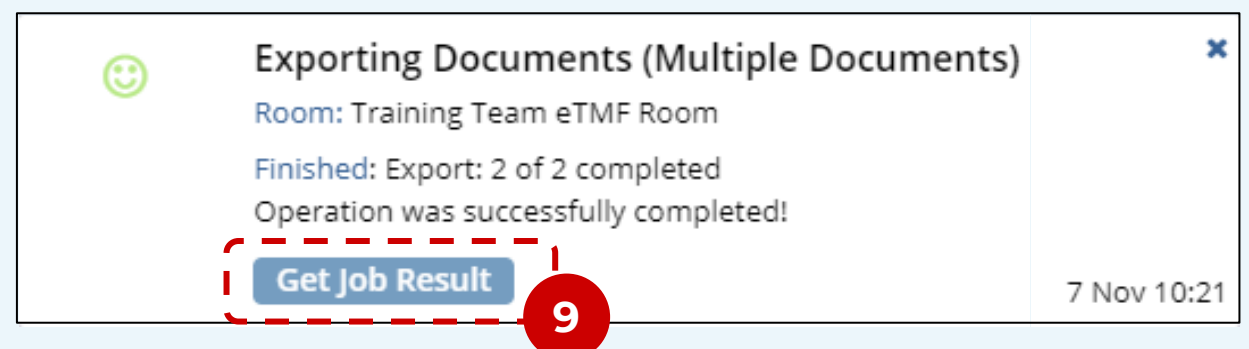 Exporting Documents (Multiple Documents)
Room: Training Team eTMF Room
Finished: Export: 2 of 2 completed
Operation was successfully completed!
Get Job Result
9
7 Nov 10:21